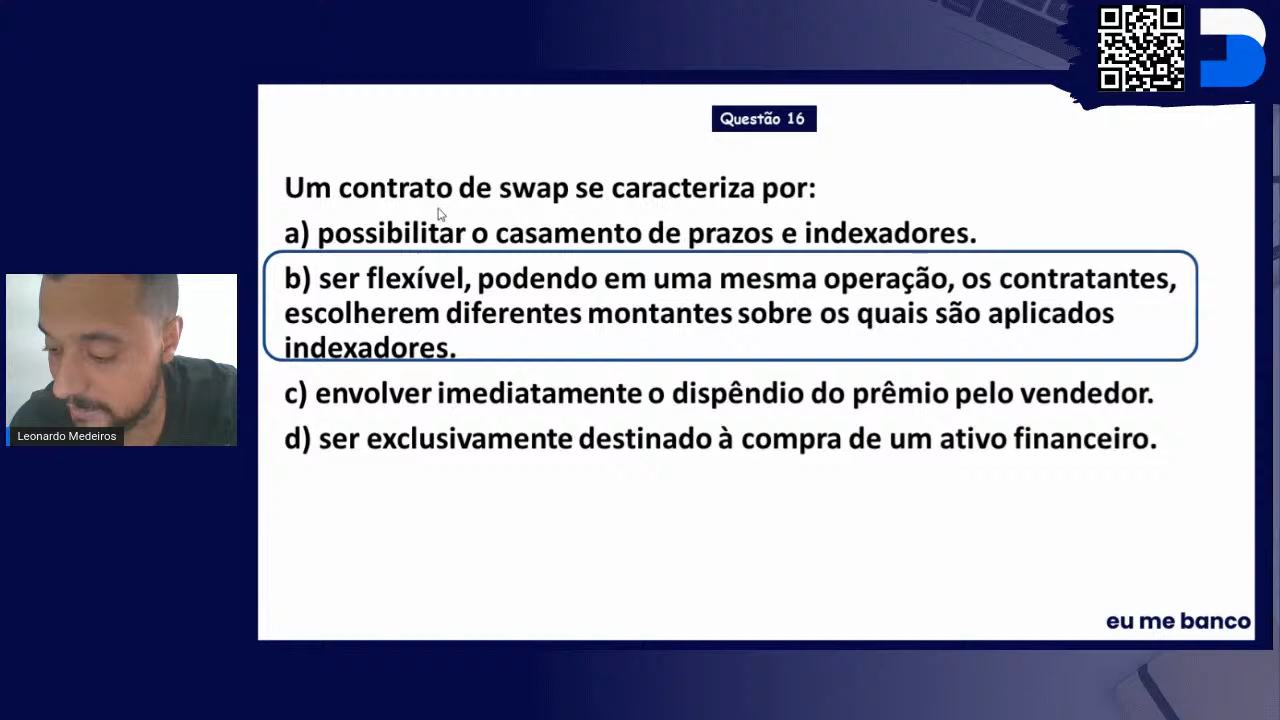 Questão 16
Um contrato de swap se caracteriza por:
a) possibilitar o casamento de prazos e indexadores.
b) ser flexível, podendo em uma mesma operação, os contratantes,
escolherem diferentes montantes sobre os quais são aplicados
indexadores.
c) envolver imediatamente o dispêndio do prêmio pelo vendedor.
d) ser exclusivamente destinado à compra de um ativo financeiro.
Leonardo Medeiros
eu me banco